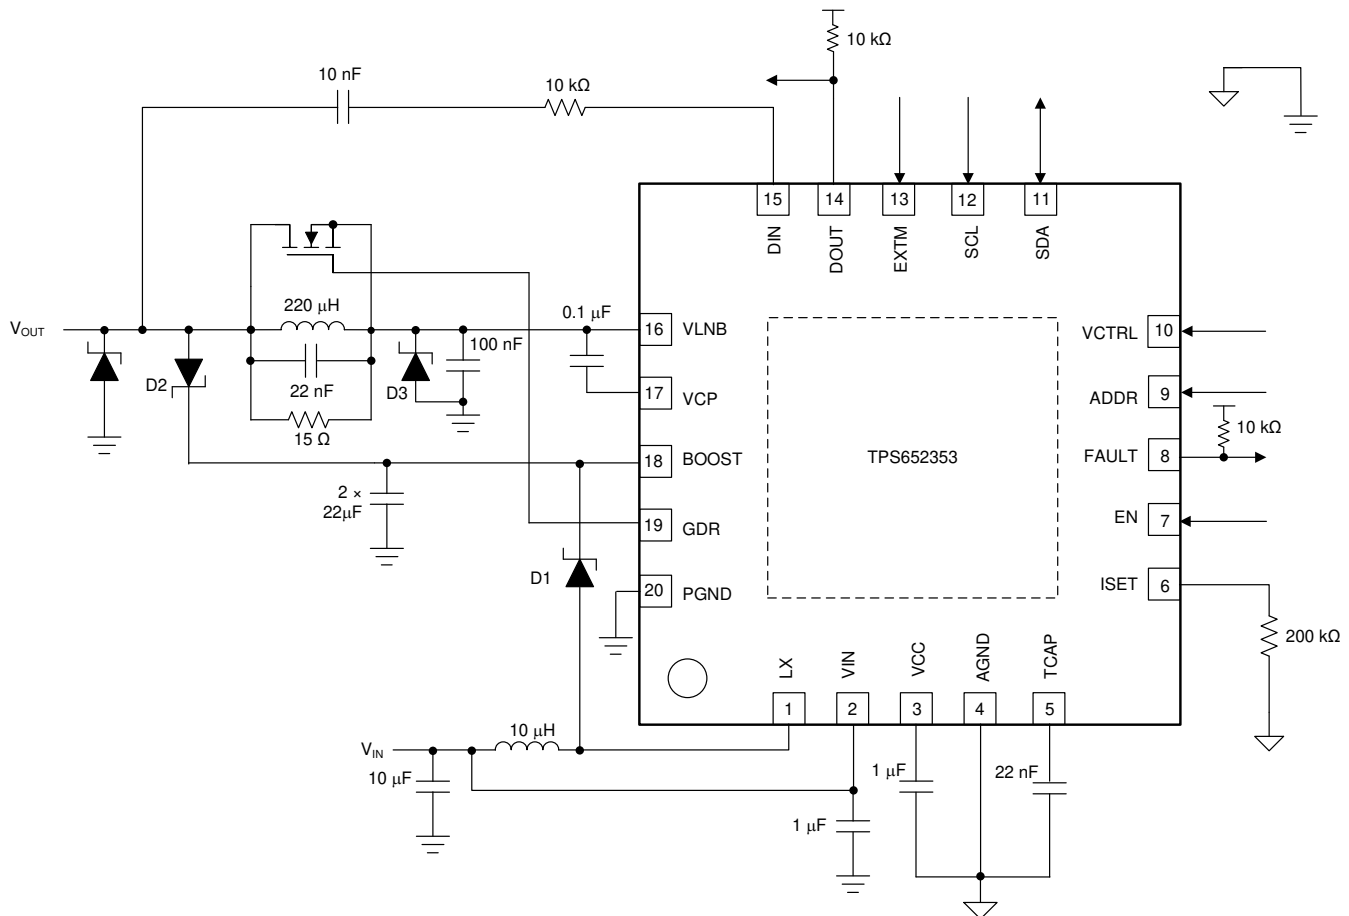 10 kΩ
10 nF
10 kΩ
15
14
13
12
11
DIN
DOUT
EXTM
SCL
SDA
220 μH
0.1 μF
VOUT
16
VLNB
VCTRL
10
100 nF
D2
22 nF
D3
17
VCP
ADDR
9
15 Ω
10 kΩ
18
BOOST
TPS652353
FAULT
8
2 ×
22μF
19
GDR
EN
7
D1
20
PGND
ISET
6
200 kΩ
LX
VIN
VCC
AGND
TCAP
1
2
3
4
5
10 μH
VIN
10 μF
1 μF
22 nF
1 μF